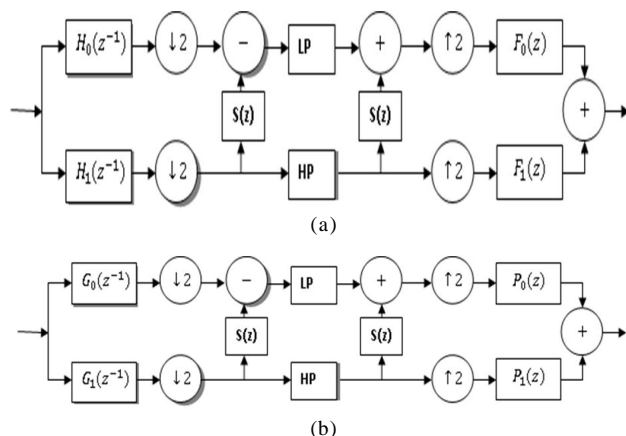 H₀(z⁻¹) ↓2 − LP + ↑2 F₀(z)
S(z) S(z) +
H₁(z⁻¹) ↓2 HP ↑2 F₁(z)
(a)
G₀(z⁻¹) ↓2 − LP + ↑2 P₀(z)
S(z) S(z) +
G₁(z⁻¹) ↓2 HP ↑2 P₁(z)
(b)